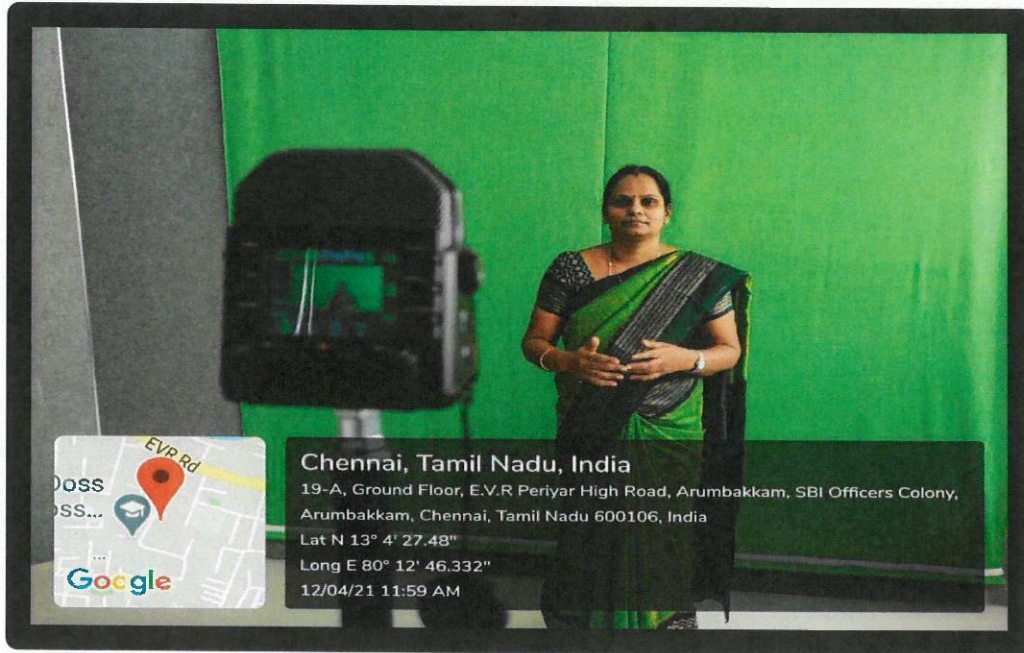 EVR Rd
Doss
oss...
...
Google
Chennai, Tamil Nadu, India
19-A, Ground Floor, E.V.R Periyar High Road, Arumbakkam, SBI Officers Colony,
Arumbakkam, Chennai, Tamil Nadu 600106, India
Lat N 13° 4' 27.48"
Long E 80° 12' 46.332"
12/04/21 11:59 AM